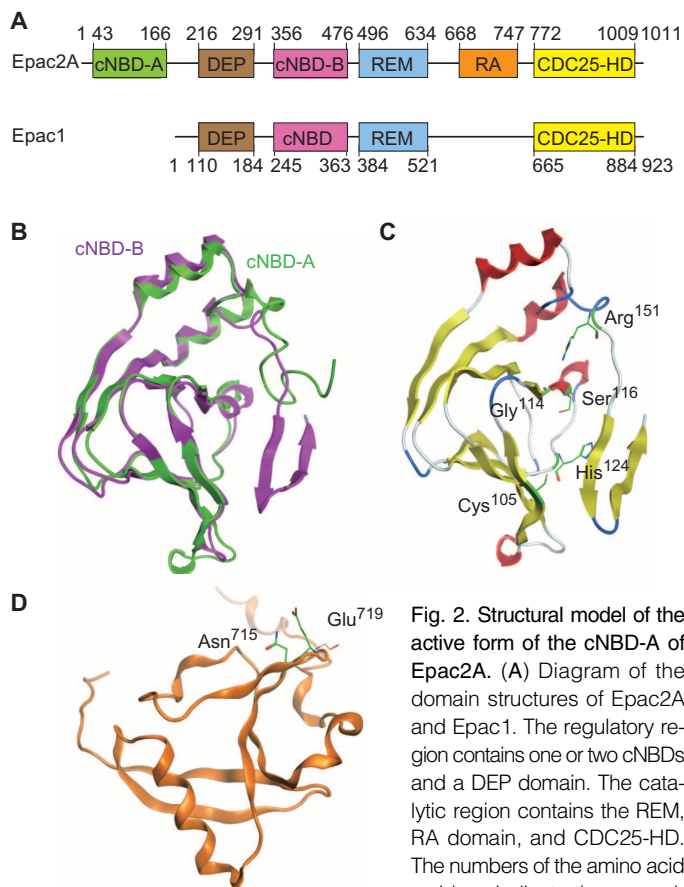 A
1 43 166 216 291 356 476 496 634 668 747 772 1009 1011
Epac2A cNBD-A DEP cNBD-B REM RA CDC25-HD
Epac1 DEP cNBD REM CDC25-HD
1 110 184 245 363 384 521 665 884 923
B
cNBD-B
cNBD-A
C
Arg151
Gly114
Ser116
His124
Cys105
D
Asn715
Glu719
Fig. 2. Structural model of the
active form of the cNBD-A of
Epac2A. (A) Diagram of the
domain structures of Epac2A
and Epac1. The regulatory re-
gion contains one or two cNBDs
and a DEP domain. The cata-
lytic region contains the REM,
RA domain, and CDC25-HD.
The numbers of the amino acid